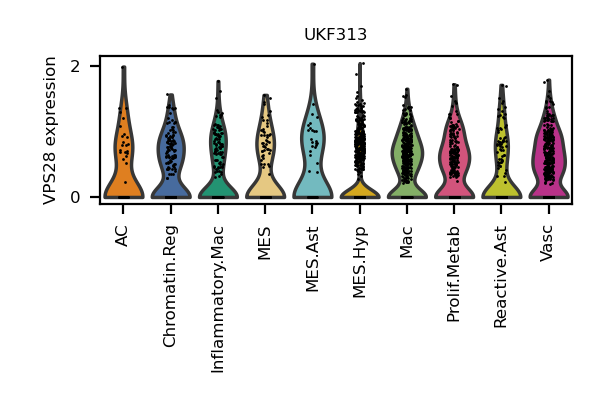 UKF313
VPS28 expression
2
0
AC
Chromatin.Reg
Inflammatory.Mac
MES
MES.Ast
MES.Hyp
Mac
Prolif.Metab
Reactive.Ast
Vasc